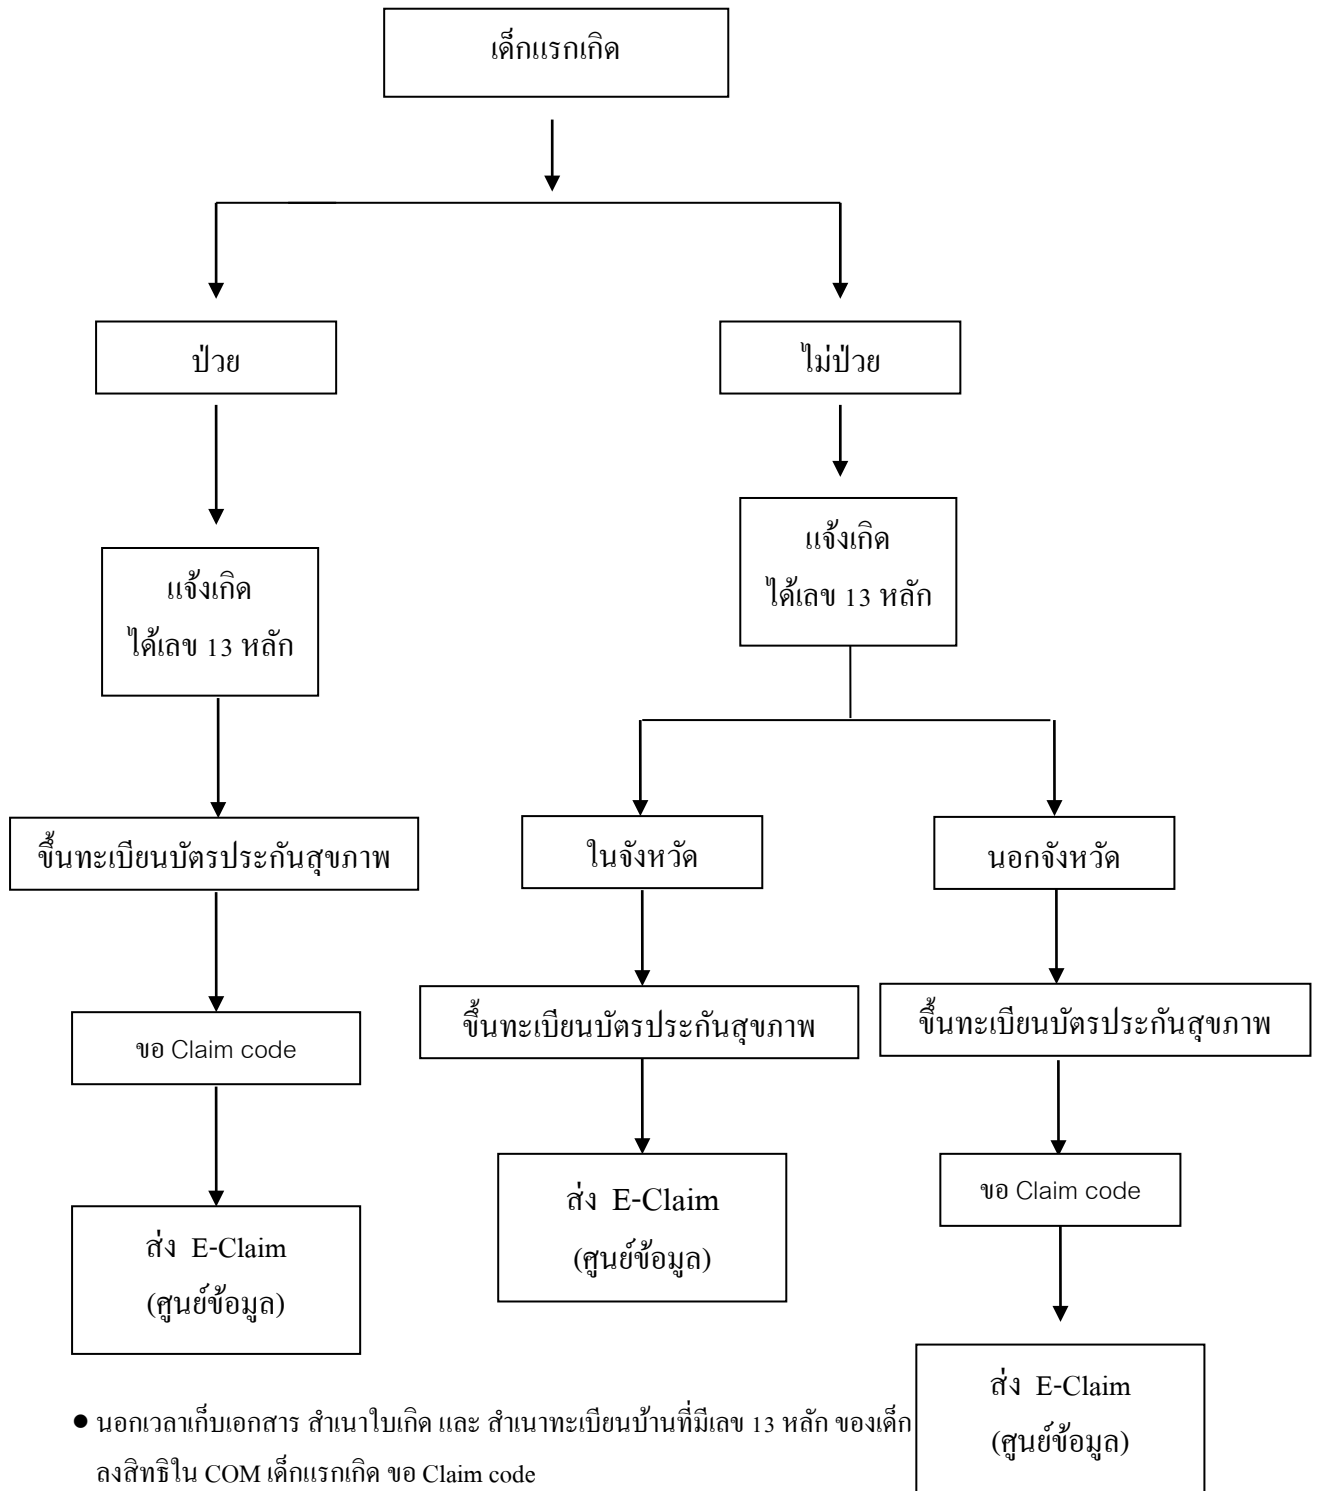 เด็กแรกเกิด
ป่วย
ไม่ป่วย
แจ้งเกิด
ได้เลข 13 หลัก
แจ้งเกิด
ได้เลข 13 หลัก
ขึ้นทะเบียนบัตรประกันสุขภาพ
ในจังหวัด
นอกจังหวัด
ขึ้นทะเบียนบัตรประกันสุขภาพ
ขึ้นทะเบียนบัตรประกันสุขภาพ
ขอ Claim code
ส่ง E-Claim
(ศูนย์ข้อมูล)
ขอ Claim code
ส่ง E-Claim
(ศูนย์ข้อมูล)
ส่ง E-Claim
(ศูนย์ข้อมูล)
● นอกเวลาเก็บเอกสาร สำเนาใบเกิด และ สำเนาทะเบียนบ้านที่มีเลข 13 หลัก ของเด็ก
ลงสิทธิใน COM เด็กแรกเกิด ขอ Claim code